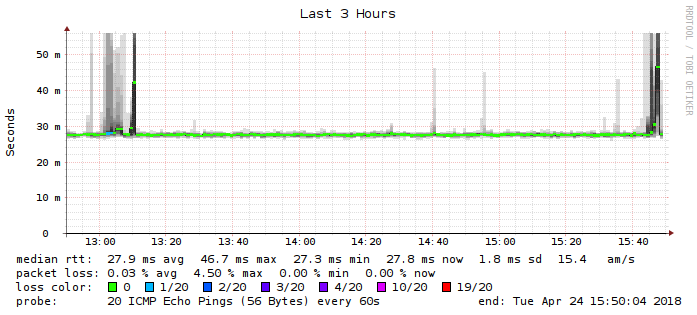 Last 3 Hours
RRDTOOL / TOBI OETIKER
Seconds
50 m
40 m
30 m
20 m
10 m
0
13:00 13:20 13:40 14:00 14:20 14:40 15:00 15:20 15:40
median rtt: 27.9 ms avg 46.7 ms max 27.3 ms min 27.8 ms now 1.8 ms sd 15.4 am/s
packet loss: 0.03 % avg 4.50 % max 0.00 % min 0.00 % now
loss color: 0 1/20 2/20 3/20 4/20 10/20 19/20
probe: 20 ICMP Echo Pings (56 Bytes) every 60s end: Tue Apr 24 15:50:04 2018